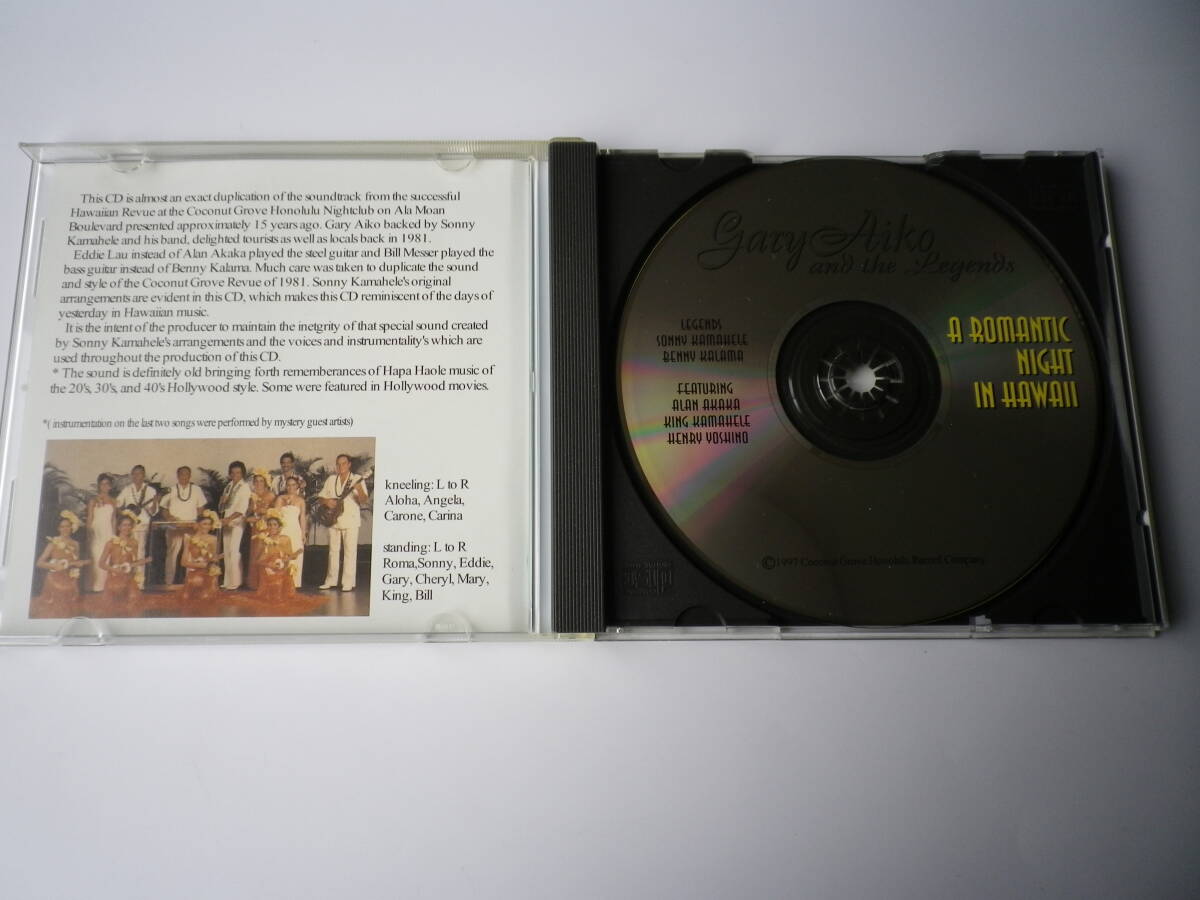 This CD is almost an exact duplication of the soundtrack from the successful
Hawaiian Revue at the Coconut Grove Honolulu Nightclub on Ala Moan
Boulevard presented approximately 15 years ago. Gary Aiko backed by Sonny
Kamahele and his band, delighted tourists as well as locals back in 1981.
Eddie Lau instead of Alan Akaka played the steel guitar and Bill Messer played the
bass guitar instead of Benny Kalama. Much care was taken to duplicate the sound
and style of the Coconut Grove Revue of 1981. Sonny Kamahele's original
arrangements are evident in this CD, which makes this CD reminiscent of the days of
yesterday in Hawaiian music.
It is the intent of the producer to maintain the inetgrity of that special sound created
by Sonny Kamahele's arrangements and the voices and instrumentality's which are
used throughout the production of this CD.
* The sound is definitely old bringing forth rememberances of Hapa Haole music of
the 20's, 30's, and 40's Hollywood style. Some were featured in Hollywood movies.
*( instrumentation on the last two songs were performed by mystery guest artists)
kneeling: L to R
Aloha, Angela,
Carone, Carina
standing: L to R
Roma,Sonny, Eddie,
Gary, Cheryl, Mary,
King, Bill
Gary Aiko
and the Legends
LEGENDS
SONNY KAMAHELE
BENNY KALAMA
FEATURING
ALAN AKAKA
KING KAMAHELE
HENRY YOSHINO
A ROMANTIC
NIGHT
IN HAWAII
©1997 Coconut Grove Honolulu Record Company